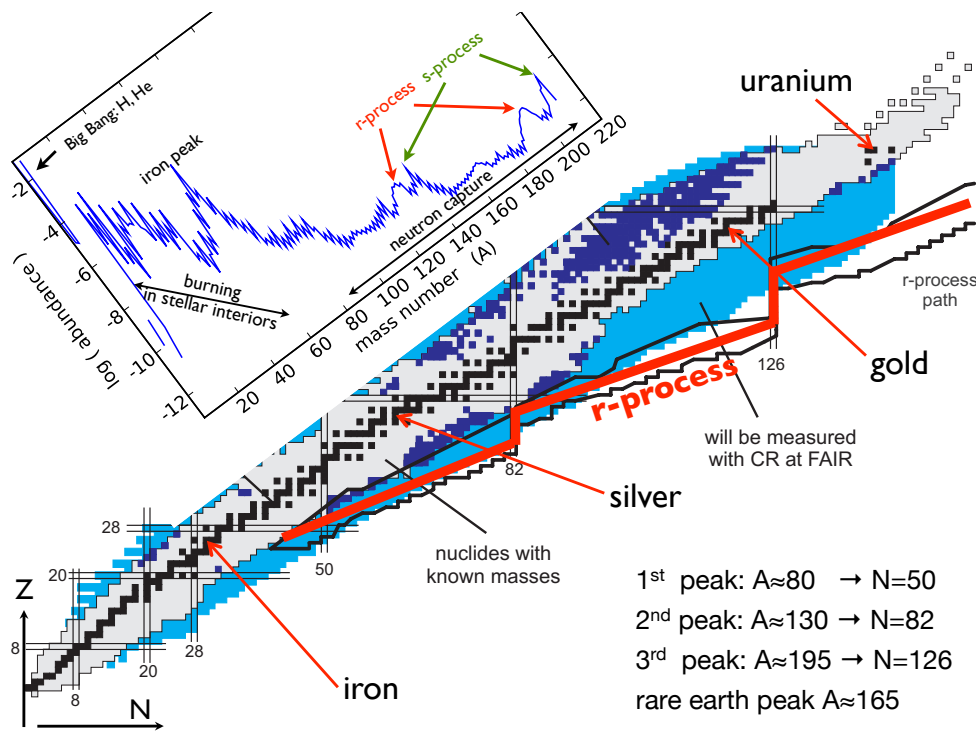 s-process
r-process
Big Bang: H, He
iron peak
neutron capture
burning
in stellar interiors
log ( abundance )
-2
-4
-6
-8
-10
-12
20
40
60
80
100
120
140
160
180
200
220
mass number (A)
uranium
r-process
path
gold
126
r-process
will be measured
with CR at FAIR
82
silver
nuclides with
known masses
50
28
20
8
Z
28
20
8
N
iron
1st peak: A≈80 → N=50
2nd peak: A≈130 → N=82
3rd peak: A≈195 → N=126
rare earth peak A≈165